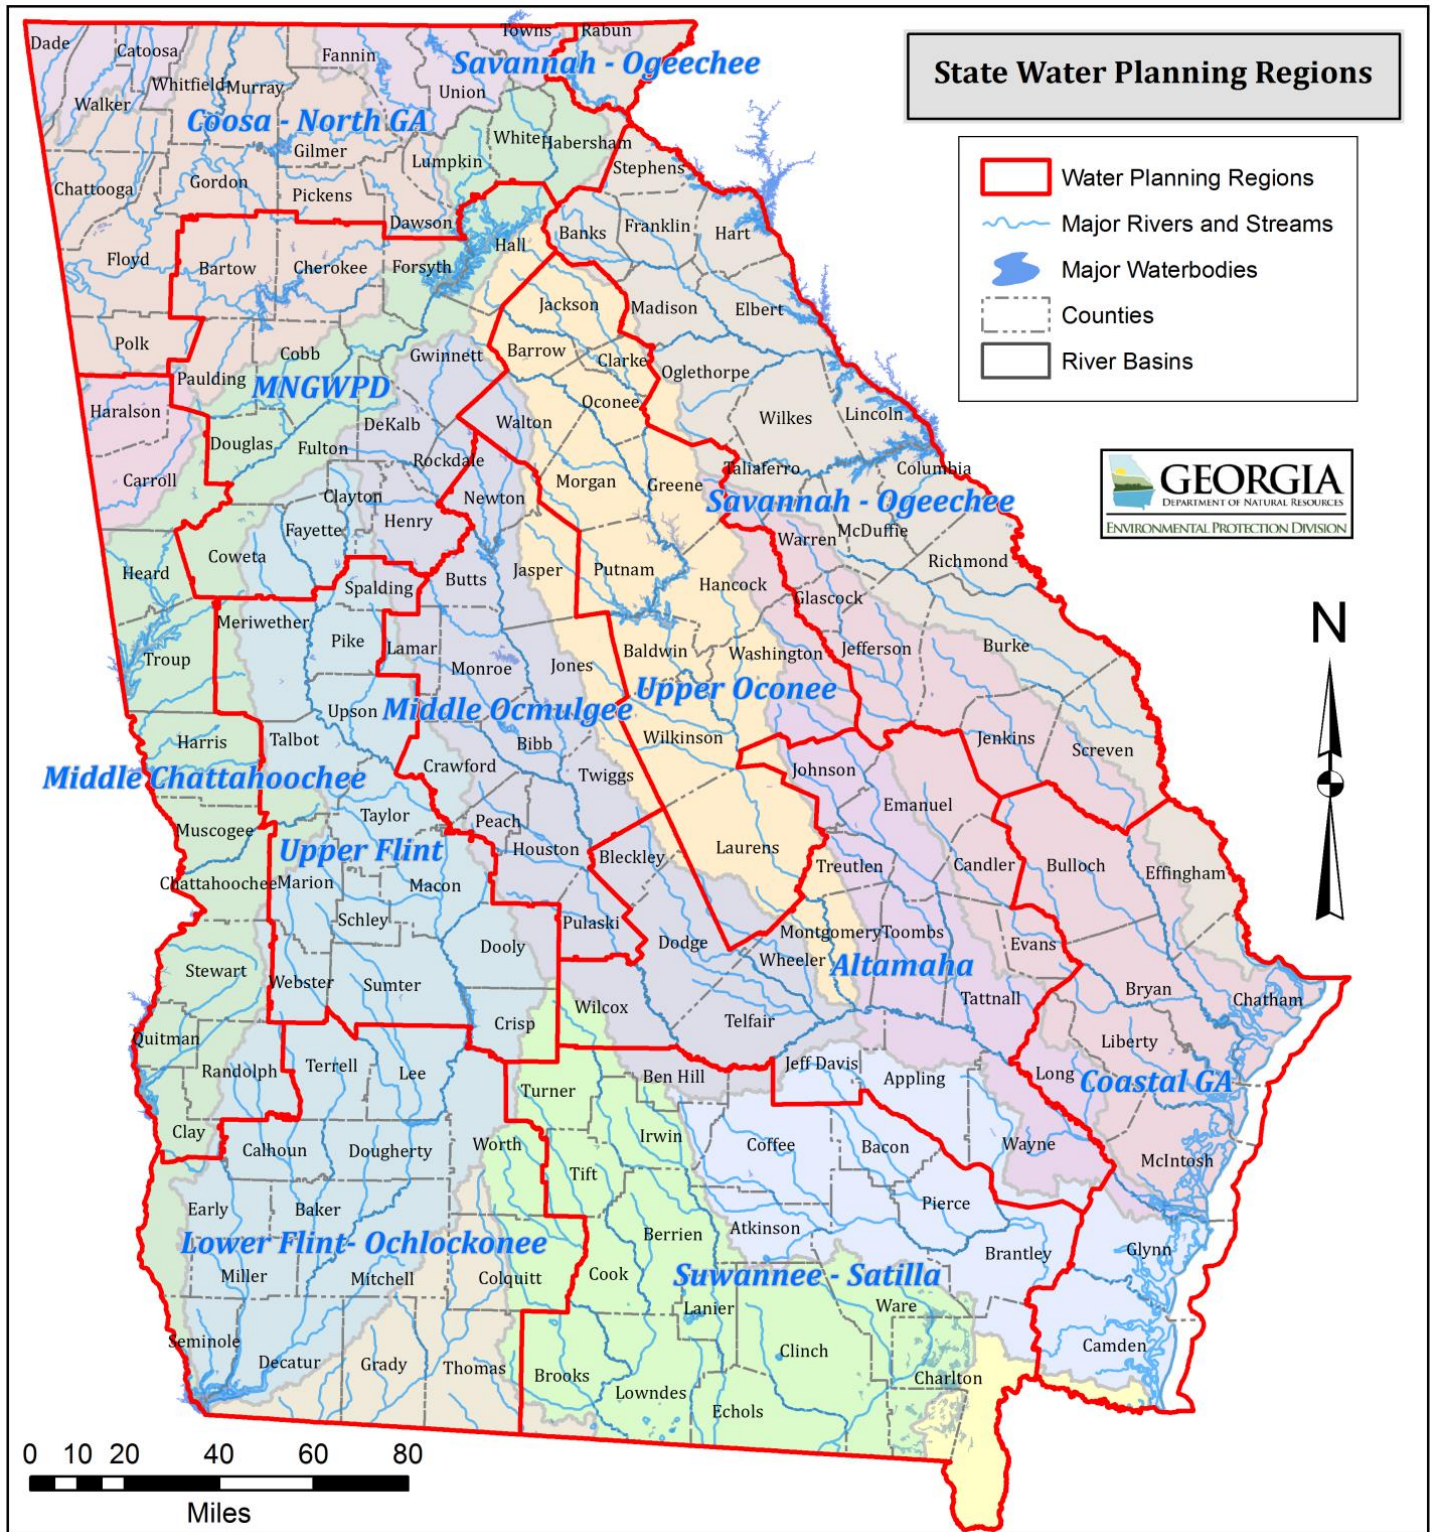 State Water Planning Regions
Water Planning Regions
Major Rivers and Streams
Major Waterbodies
Counties
River Basins
GEORGIA
DEPARTMENT OF NATURAL RESOURCES
ENVIRONMENTAL PROTECTION DIVISION
N
Towns Rabun
Dade Catoosa Fannin
Savannah - Ogeechee
Whitfield Murray Union
Walker
Coosa - North GA
White Habersham
Gilmer Lumpkin
Stephens
Chattooga Gordon Pickens
Dawson Franklin Hart
Banks
Hall
Floyd Bartow Cherokee Forsyth
Jackson Madison Elbert
Polk Cobb Gwinnett Barrow Clarke
Oglethorpe
Paulding MNGWPD
Oconee
Haralson DeKalb Walton Wilkes Lincoln
Douglas Fulton
Rockdale Taliaferro Columbia
Carroll Morgan Greene
Clayton Newton
Savannah - Ogeechee
Fayette Henry
Warren McDuffie
Coweta Richmond
Heard Butts Jasper Putnam Hancock
Spalding Glascock
Meriwether Pike Lamar
Baldwin Washington Jefferson Burke
Troup Monroe Jones
Upper Oconee
Upson Middle Ocmulgee
Harris Talbot Bibb Wilkinson Jenkins Screven
Middle Chattahoochee
Crawford Twiggs Johnson
Taylor Emanuel
Muscogee Peach
Upper Flint
Houston Bleckley Laurens
Treutlen Candler Bulloch Effingham
Chattahoochee Marion Macon
Schley Pulaski
Dooly Dodge Montgomery Toombs Evans
Stewart Wheeler
Altamaha
Webster Sumter Bryan
Wilcox Tattnall Chatham
Crisp Telfair
Quitman Liberty
Randolph Terrell Lee Jeff Davis
Turner Ben Hill Appling Long
Coastal GA
Clay Calhoun Dougherty Worth Irwin Coffee Bacon Wayne
Tift McIntosh
Early Baker Pierce
Berrien Atkinson
Lower Flint- Ochlockonee
Brantley Glynn
Miller Mitchell Colquitt Cook
Suwannee - Satilla
Lanier Ware
Seminole Clinch Camden
Decatur Grady Thomas Brooks Charlton
Lowndes Echols
0 10 20 40 60 80
Miles